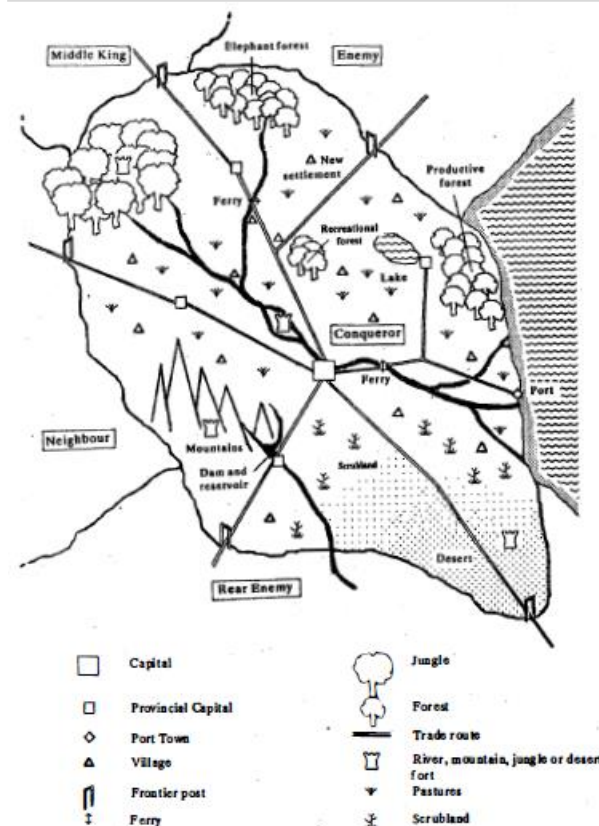 Elephant forest
Middle King
Enemy
New
settlement
Productive
forest
Ferry
Recreational
forest
Lake
Conqueror
Ferry
Port
Neighbour
Mountains
Dam and
reservoir
Scrubland
Desert
Rear Enemy
Capital
Jungle
Provincial Capital
Forest
Port Town
Trade route
Village
River, mountain, jungle or desert
fort
Frontier post
Pastures
Ferry
Scrubland